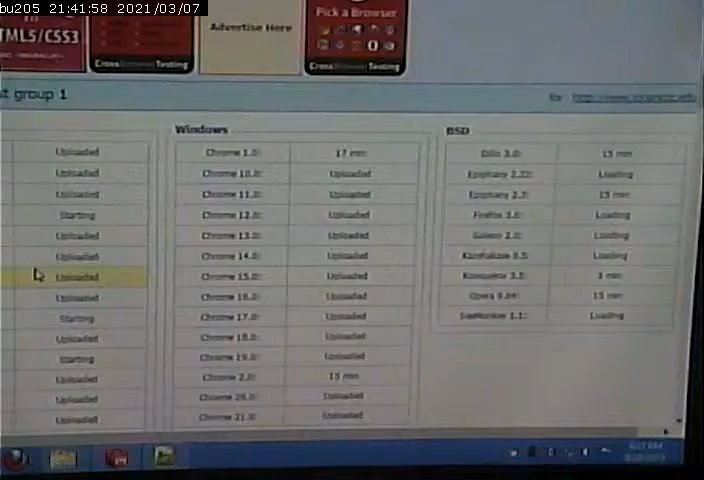 bu205 21:41:58 2021/03/07
HTML5/CSS3
CrossBrowserTesting
Advertise Here
Pick a Browser
CrossBrowserTesting
group 1
Uploaded
Uploaded
Uploaded
Starting
Uploaded
Uploaded
Uploaded
Uploaded
Starting
Uploaded
Starting
Uploaded
Uploaded
Uploaded
Windows
Chrome 1.0: 17 min
Chrome 10.0: Uploaded
Chrome 11.0: Uploaded
Chrome 12.0: Uploaded
Chrome 13.0: Uploaded
Chrome 14.0: Uploaded
Chrome 15.0: Uploaded
Chrome 16.0: Uploaded
Chrome 17.0: Uploaded
Chrome 18.0: Uploaded
Chrome 19.0: Uploaded
Chrome 2.0: 15 min
Chrome 20.0: Uploaded
Chrome 21.0: Uploaded
BSD
Dillo 3.0: 15 min
Epiphany 2.22: Loading
Epiphany 2.3: 15 min
Firefox 3.6: Loading
Galeon 2.0: Loading
Kazehakase 0.5: Loading
Konqueror 3.5: 3 min
Opera 9.64: 15 min
SeaMonkey 1.1: Loading